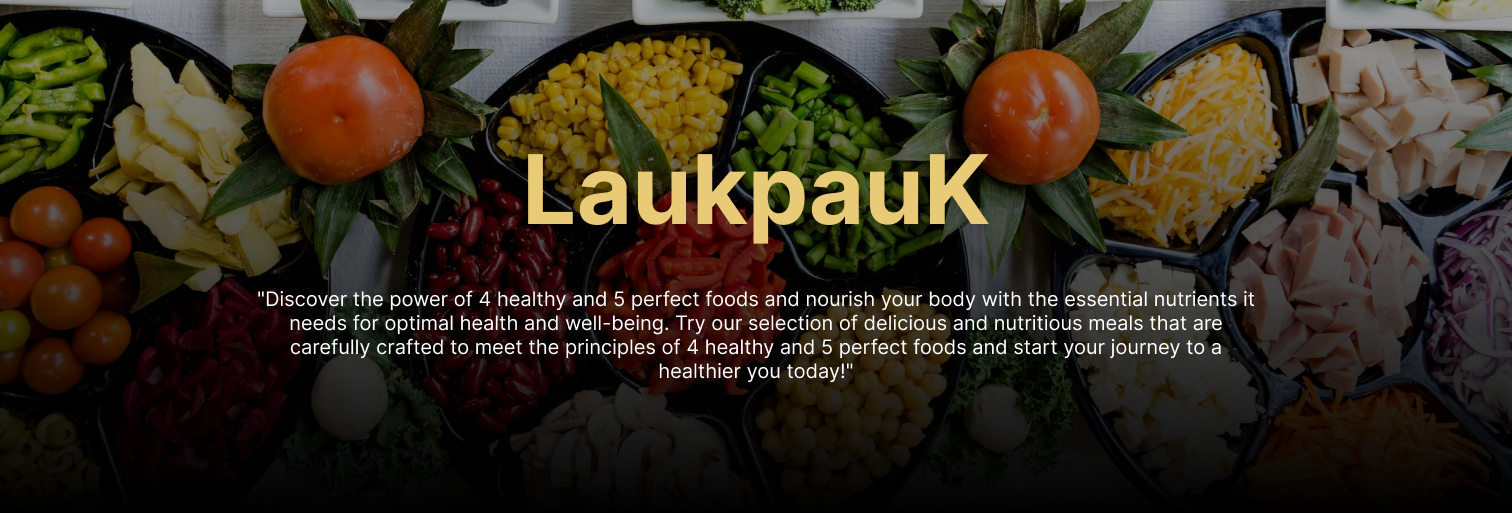 LaukpauK
"Discover the power of 4 healthy and 5 perfect foods and nourish your body with the essential nutrients it
needs for optimal health and well-being. Try our selection of delicious and nutritious meals that are
carefully crafted to meet the principles of 4 healthy and 5 perfect foods and start your journey to a
healthier you today!"